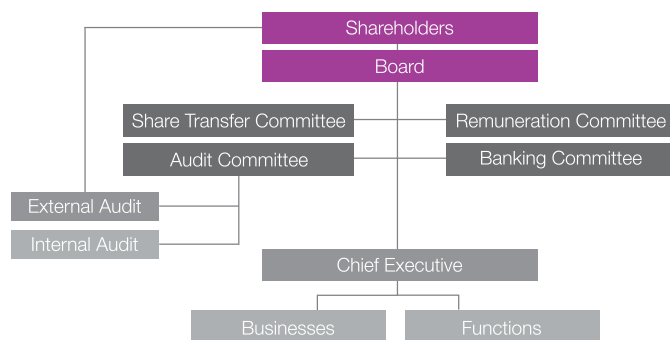 Shareholders
Board
Share Transfer Committee
Remuneration Committee
Audit Committee
Banking Committee
External Audit
Internal Audit
Chief Executive
Businesses
Functions